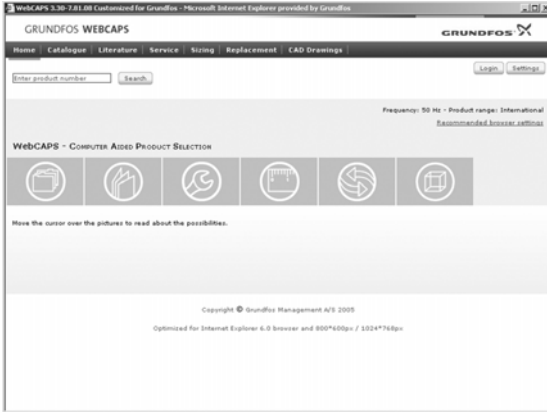 WebCAPS 3.30-7.81.08 Customized for Grundfos - Microsoft Internet Explorer provided by Grundfos
GRUNDFOS WEBCAPS
GRUNDFOS
Home Catalogue Literature Service Sizing Replacement CAD Drawings
Login Settings
Enter product number Search
Frequency: 50 Hz - Product range: International
Recommended browser settings
WebCAPS - Computer Aided Product Selection
Move the cursor over the pictures to read about the possibilities.
Copyright © Grundfos Management A/S 2005
Optimized for Internet Explorer 6.0 browser and 800*600px / 1024*768px